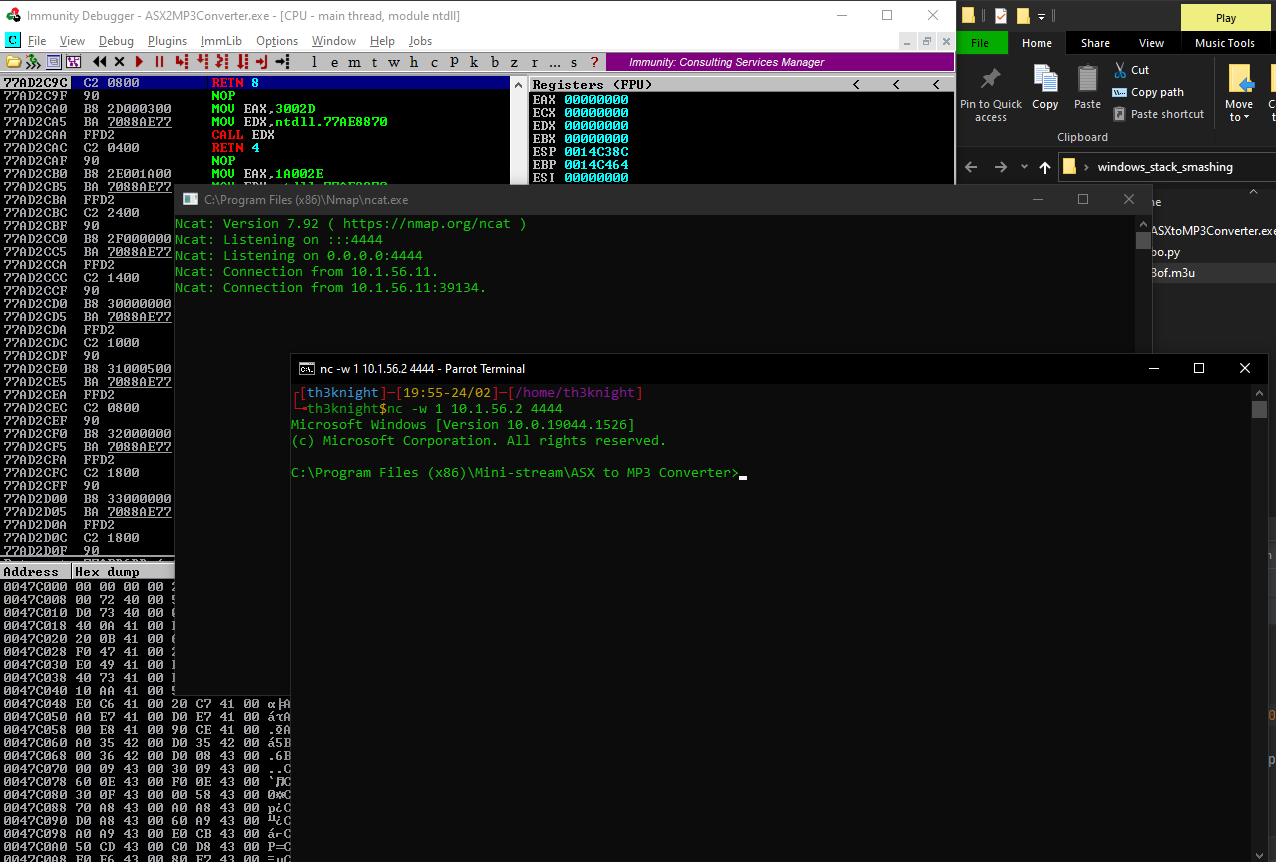 Immunity Debugger - ASX2MP3Converter.exe - [CPU - main thread, module ntdll]
C File View Debug Plugins ImmLib Options Window Help Jobs
l e m t w h c P k b z r ... s ? Immunity: Consulting Services Manager
77AD2C9C C2 0800 RETN 8
77AD2C9F 90 NOP
77AD2CA0 B8 2D000300 MOV EAX,3002D
77AD2CA5 BA 7088AE77 MOV EDX,ntdll.77AE8870
77AD2CAA FFD2 CALL EDX
77AD2CAC C2 0400 RETN 4
77AD2CAF 90 NOP
77AD2CB0 B8 2E001A00 MOV EAX,1A002E
77AD2CB5 BA 7088AE77
77AD2CBA FFD2
77AD2CBC C2 2400
77AD2CBF 90
77AD2CC0 B8 2F000000
77AD2CC5 BA 7088AE77
77AD2CCA FFD2
77AD2CCC C2 1400
77AD2CCF 90
77AD2CD0 B8 30000000
77AD2CD5 BA 7088AE77
77AD2CDA FFD2
77AD2CDC C2 1000
77AD2CDF 90
77AD2CE0 B8 31000500
77AD2CE5 BA 7088AE77
77AD2CEA FFD2
77AD2CEC C2 0800
77AD2CEF 90
77AD2CF0 B8 32000000
77AD2CF5 BA 7088AE77
77AD2CFA FFD2
77AD2CFC C2 1800
77AD2CFF 90
77AD2D00 B8 33000000
77AD2D05 BA 7088AE77
77AD2D0A FFD2
77AD2D0C C2 1800
77AD2D0F 90
Registers (FPU) < < <
EAX 00000000
ECX 00000000
EDX 00000000
EBX 00000000
ESP 0014C38C
EBP 0014C464
ESI 00000000
Address Hex dump
0047C000 00 00 00 00
0047C008 00 72 40 00
0047C010 D0 73 40 00
0047C018 40 0A 41 00
0047C020 20 0B 41 00
0047C028 F0 47 41 00
0047C030 E0 49 41 00
0047C038 40 73 41 00
0047C040 10 AA 41 00
0047C048 E0 C6 41 00 20 C7 41 00
0047C050 A0 E7 41 00 D0 E7 41 00
0047C058 00 E8 41 00 90 CE 41 00
0047C060 A0 35 42 00 D0 35 42 00
0047C068 00 36 42 00 D0 08 43 00
0047C070 00 09 43 00 30 09 43 00
0047C078 60 0E 43 00 F0 0E 43 00
0047C080 30 0F 43 00 00 58 43 00
0047C088 70 A8 43 00 A0 A8 43 00
0047C090 D0 A8 43 00 60 A9 43 00
0047C098 A0 A9 43 00 E0 CB 43 00
0047C0A0 50 CD 43 00 C0 D8 43 00
0047C0A8 F0 F6 43 00 80 F7 43 00
Play
File Home Share View Music Tools
Pin to Quick access
Copy
Paste
Cut
Copy path
Paste shortcut
Move to
Clipboard
windows_stack_smashing
ASXtoMP3Converter.exe
bo.py
Bof.m3u
C:\Program Files (x86)\Nmap\ncat.exe
Ncat: Version 7.92 ( https://nmap.org/ncat )
Ncat: Listening on :::4444
Ncat: Listening on 0.0.0.0:4444
Ncat: Connection from 10.1.56.11.
Ncat: Connection from 10.1.56.11:39134.
nc -w 1 10.1.56.2 4444 - Parrot Terminal
┌[th3knight]─[19:55-24/02]─[/home/th3knight]
└╼th3knight$nc -w 1 10.1.56.2 4444
Microsoft Windows [Version 10.0.19044.1526]
(c) Microsoft Corporation. All rights reserved.
C:\Program Files (x86)\Mini-stream\ASX to MP3 Converter>